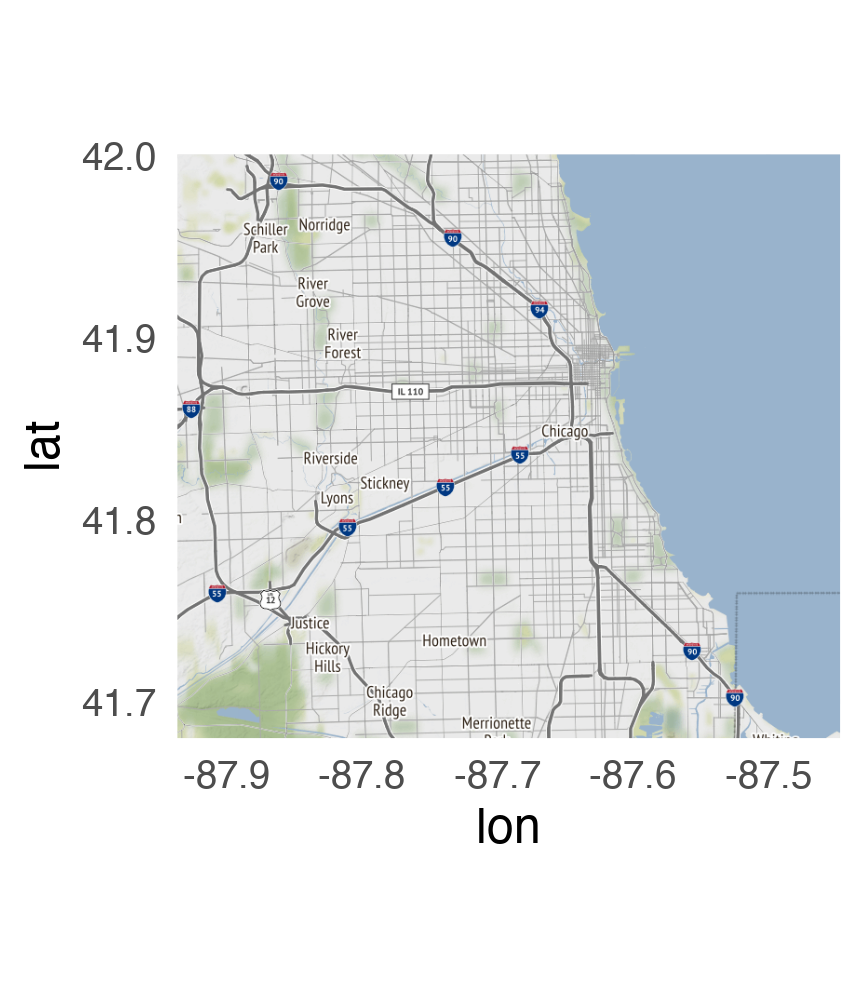 42.0
90
Norridge
Schiller
Park
90
River
Grove
94
41.9
River
Forest
IL 110
88
Chicago
lat
55
Riverside
Stickney
55
Lyons
41.8
55
55
12
Justice
Hometown
Hickory
Hills
90
Chicago
Ridge
90
41.7
Merrionette
-87.9 -87.8 -87.7 -87.6 -87.5
lon